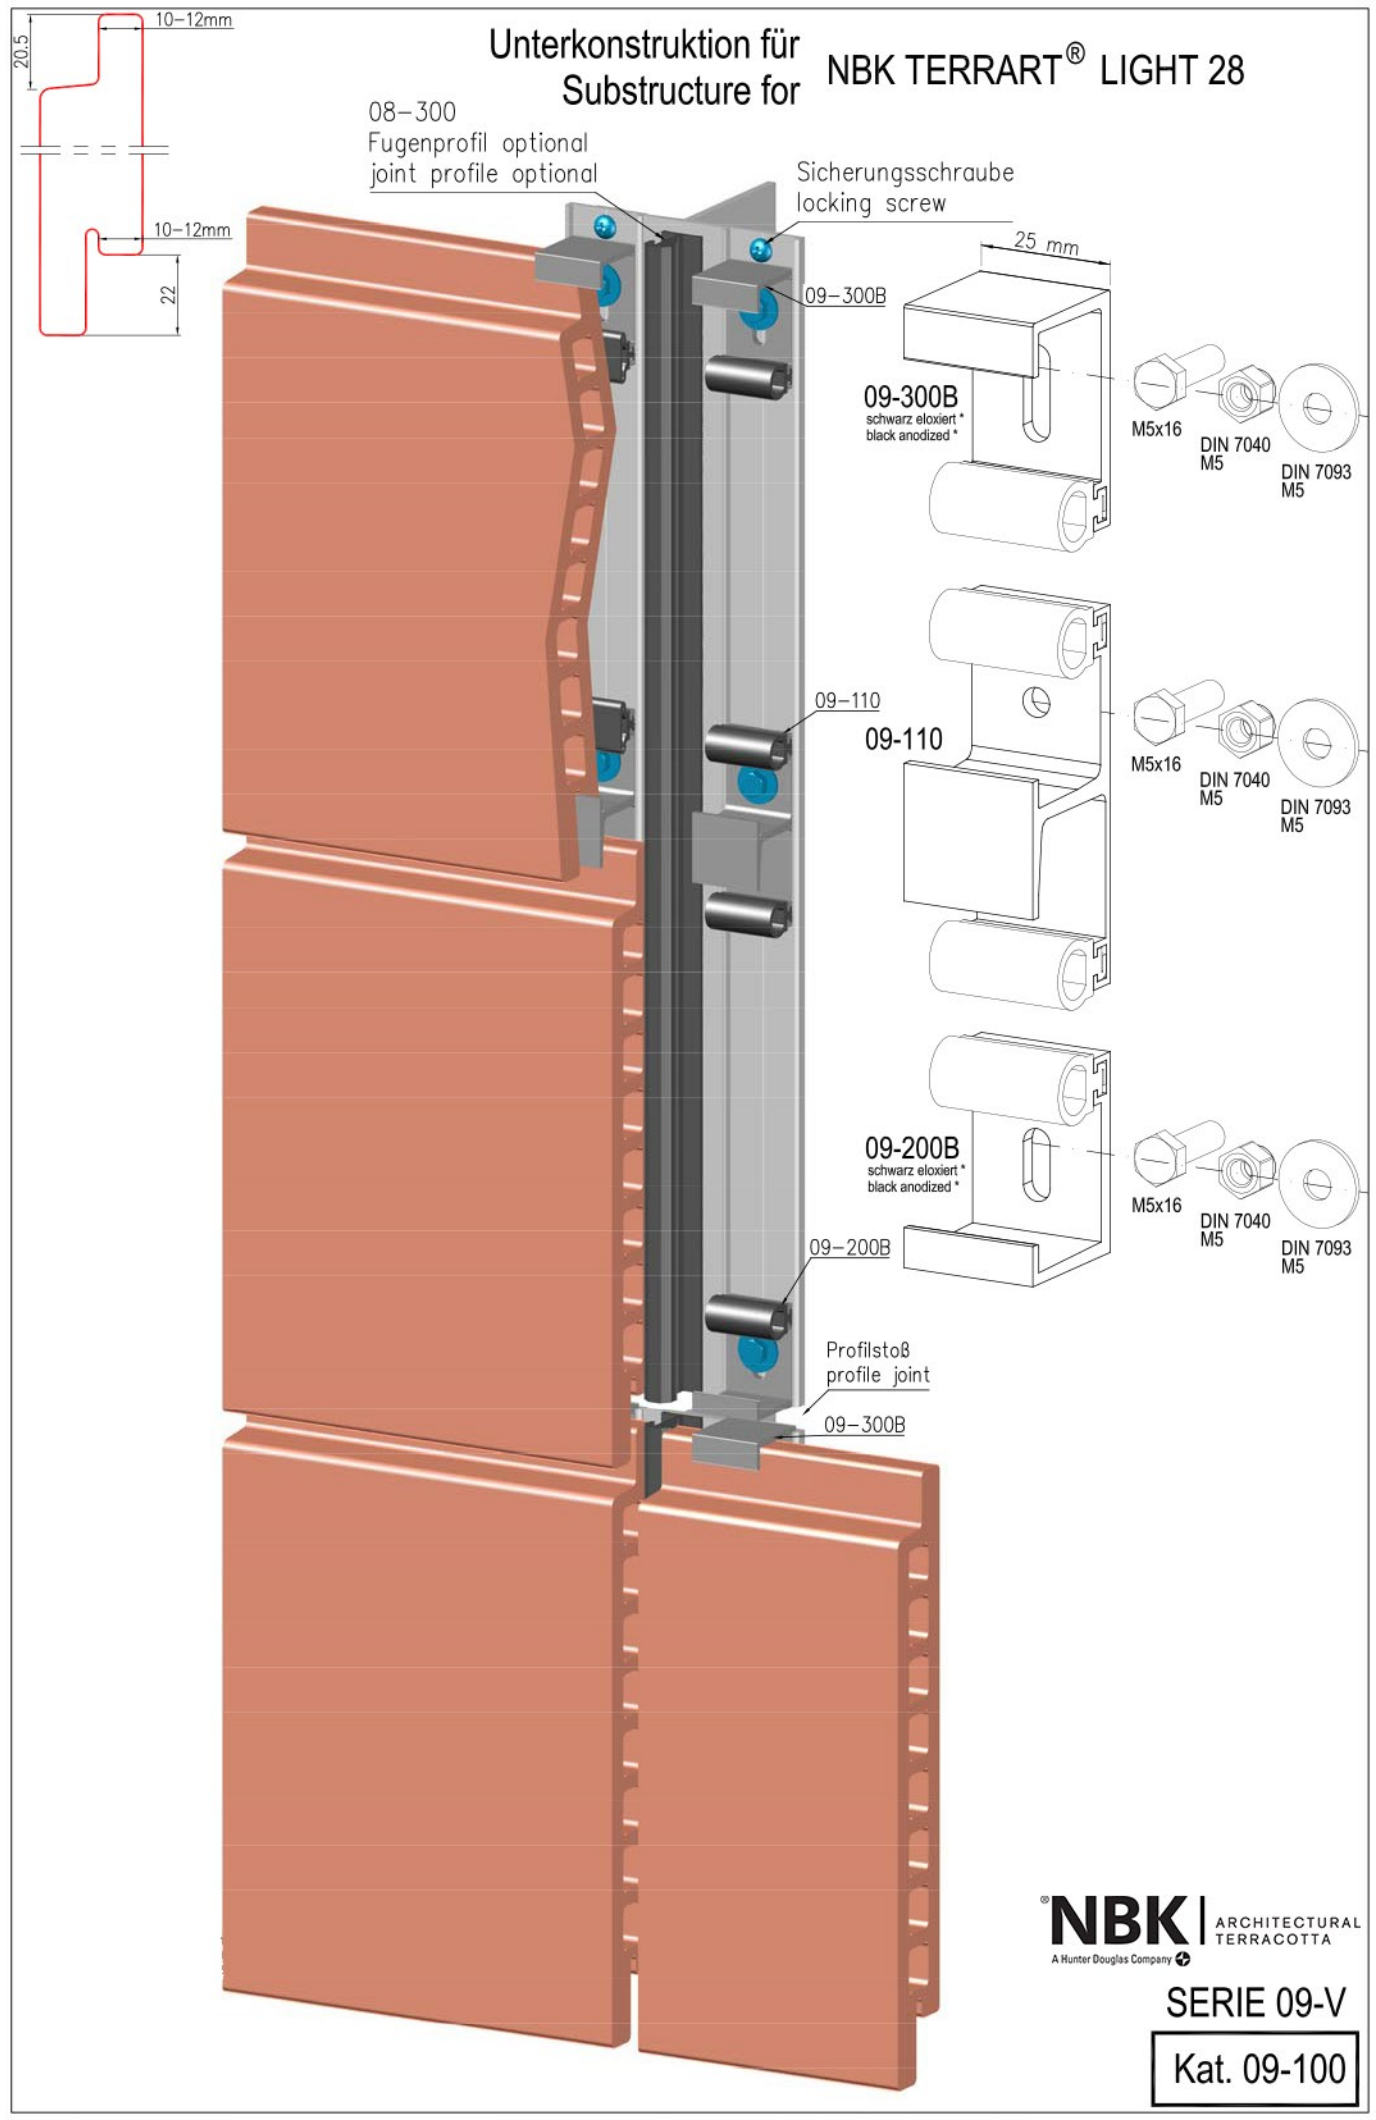 10-12mm
20.5
10-12mm
22
Unterkonstruktion für
Substructure for
NBK TERRART® LIGHT 28
08-300
Fugenprofil optional
joint profile optional
Sicherungsschraube
locking screw
25 mm
09-300B
09-300B
schwarz eloxiert *
black anodized *
M5x16
DIN 7040
M5
DIN 7093
M5
09-110
09-110
M5x16
DIN 7040
M5
DIN 7093
M5
09-200B
schwarz eloxiert *
black anodized *
M5x16
DIN 7040
M5
DIN 7093
M5
09-200B
Profilstoß
profile joint
09-300B
®NBK
ARCHITECTURAL
TERRACOTTA
A Hunter Douglas Company
SERIE 09-V
Kat. 09-100